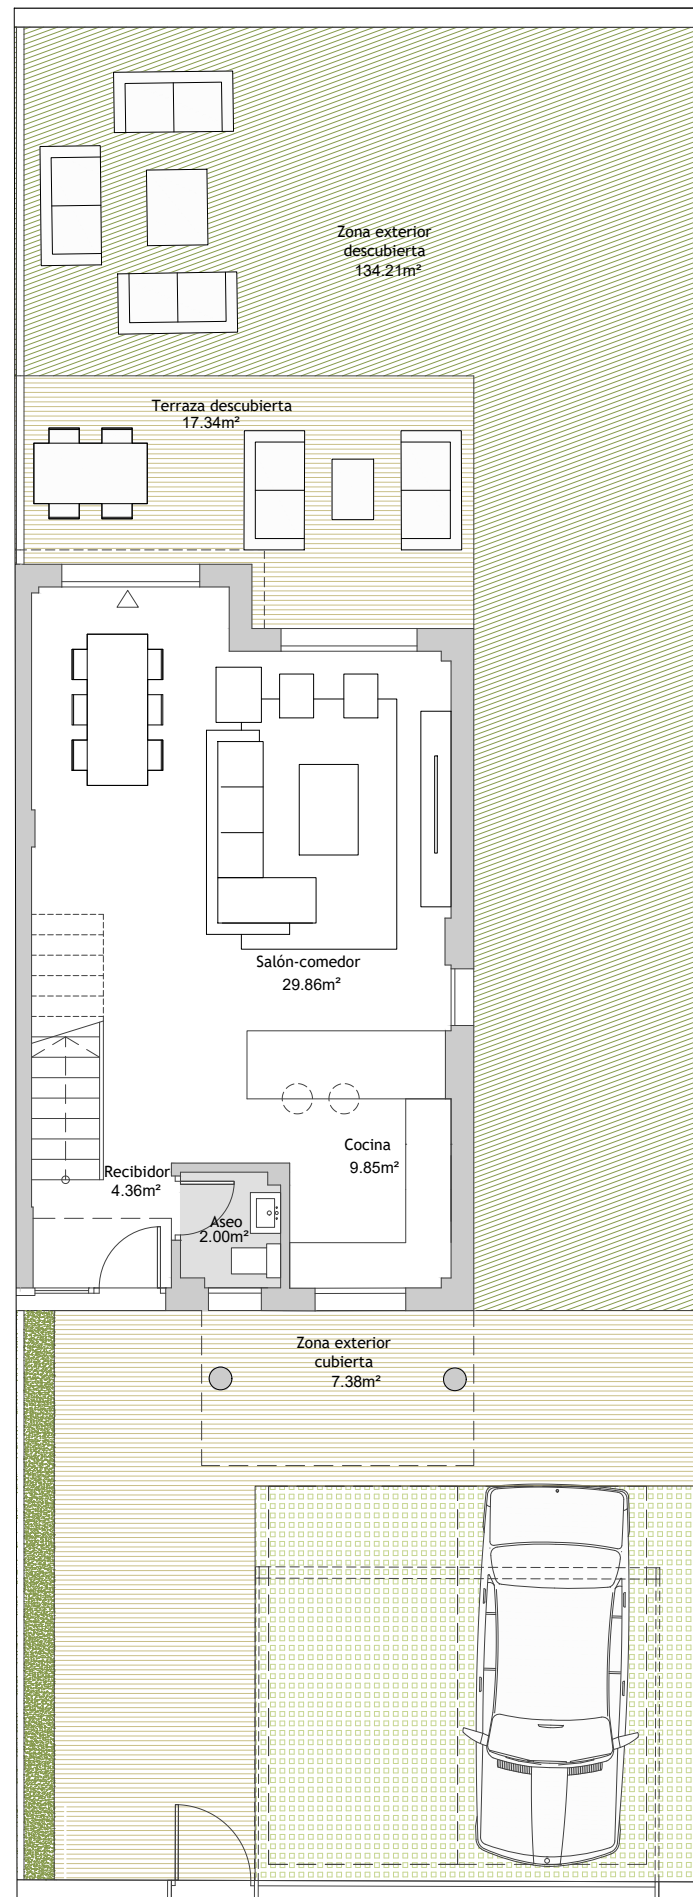 Zona exterior
descubierta
134.21m²
Terraza descubierta
17.34m²
Salón-comedor
29.86m²
Cocina
9.85m²
Recibidor
4.36m²
Aseo
2.00m²
Zona exterior
cubierta
7.38m²